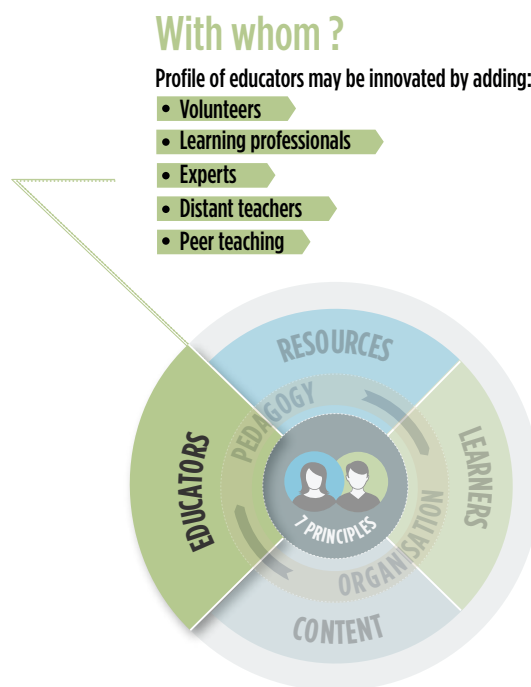 With whom ?
Profile of educators may be innovated by adding:
• Volunteers
• Learning professionals
• Experts
• Distant teachers
• Peer teaching
RESOURCES
PEDAGOGY
EDUCATORS
LEARNERS
7 PRINCIPLES
ORGANISATION
CONTENT